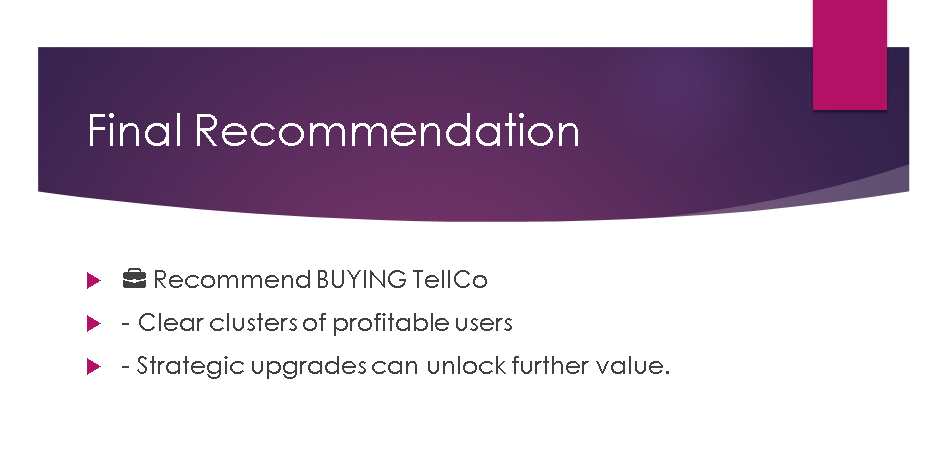 Final Recommendation
💼 Recommend BUYING TellCo
- Clear clusters of profitable users
- Strategic upgrades can unlock further value.